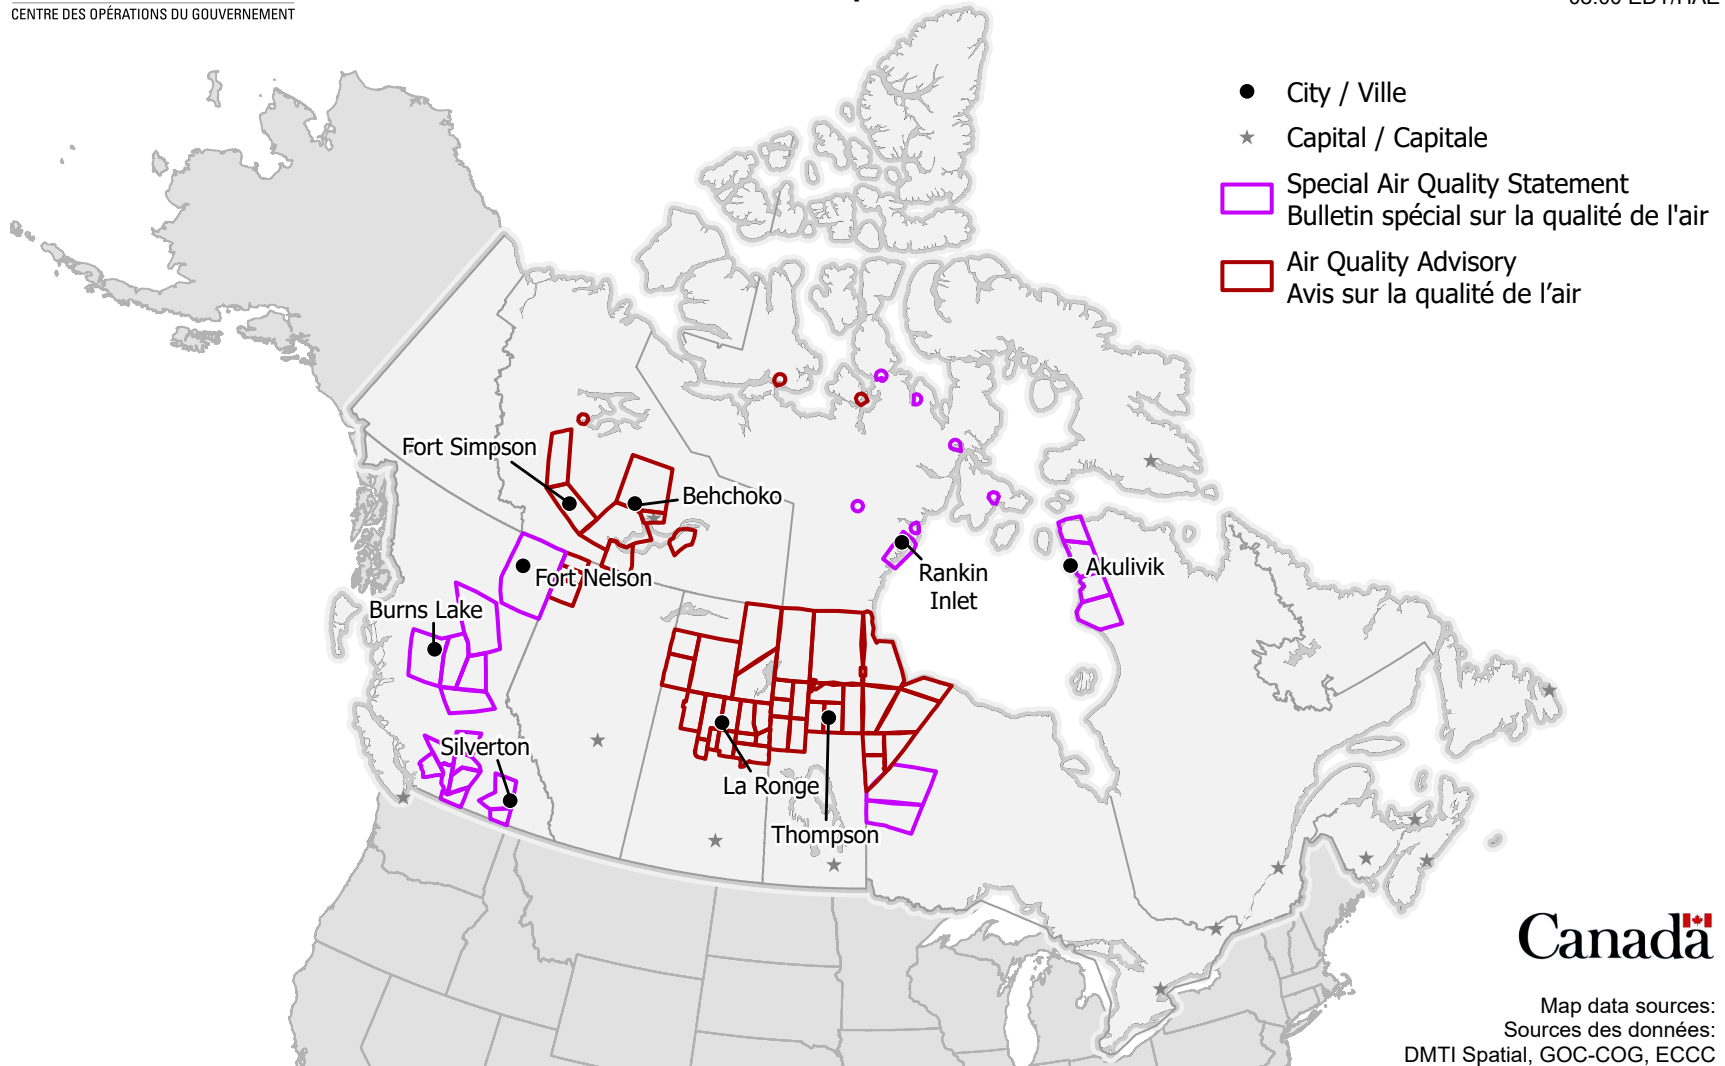 CENTRE DES OPÉRATIONS DU GOUVERNEMENT
City / Ville
Capital / Capitale
Special Air Quality Statement
Bulletin spécial sur la qualité de l'air
Air Quality Advisory
Avis sur la qualité de l’air
Fort Simpson
Behchoko
Fort Nelson
Burns Lake
Rankin
Inlet
Akulivik
Silverton
La Ronge
Thompson
Canada
Map data sources:
Sources des données:
DMTI Spatial, GOC-COG, ECCC